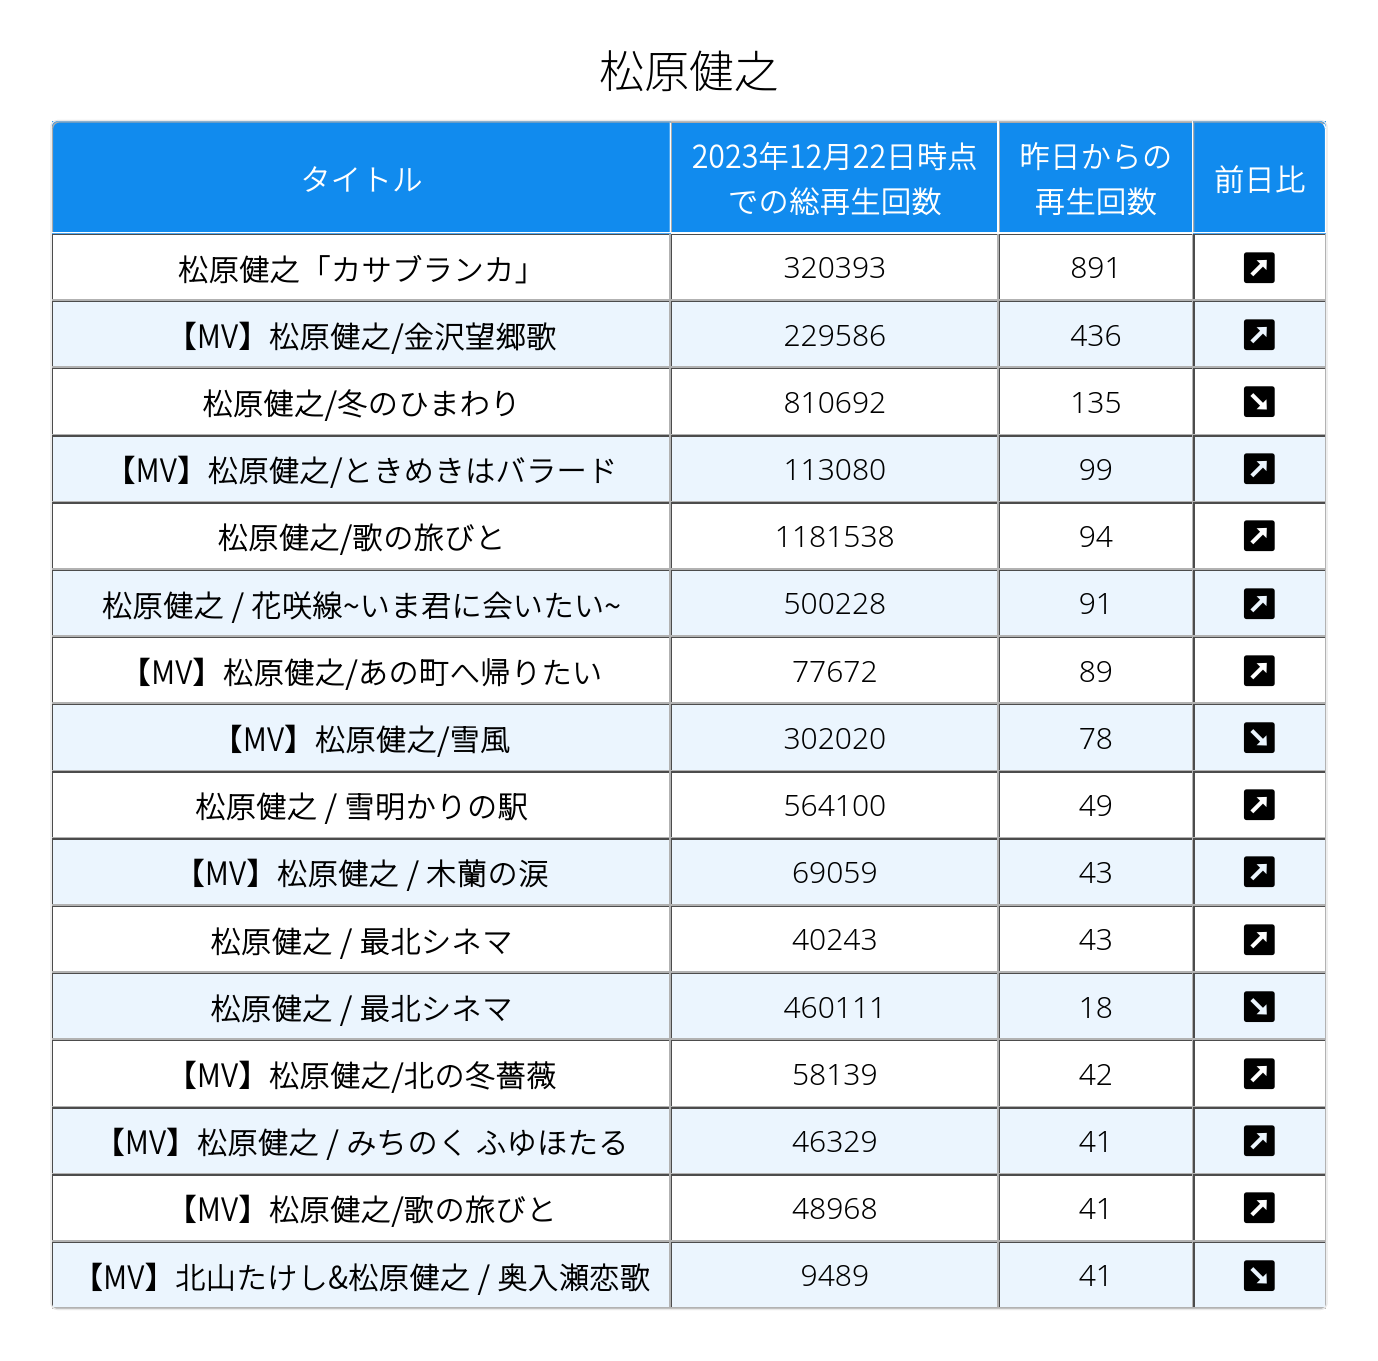 松原健之
タイトル
2023年12月22日時点
での総再生回数
昨日からの
再生回数
前日比
松原健之「カサブランカ」 320393 891
【MV】松原健之/金沢望郷歌 229586 436
松原健之/冬のひまわり 810692 135
【MV】松原健之/ときめきはバラード 113080 99
松原健之/歌の旅びと 1181538 94
松原健之 / 花咲線~いま君に会いたい~ 500228 91
【MV】松原健之/あの町へ帰りたい 77672 89
【MV】松原健之/雪風 302020 78
松原健之 / 雪明かりの駅 564100 49
【MV】松原健之 / 木蘭の涙 69059 43
松原健之 / 最北シネマ 40243 43
松原健之 / 最北シネマ 460111 18
【MV】松原健之/北の冬薔薇 58139 42
【MV】松原健之 / みちのく ふゆほたる 46329 41
【MV】松原健之/歌の旅びと 48968 41
【MV】北山たけし&松原健之 / 奥入瀬恋歌 9489 41